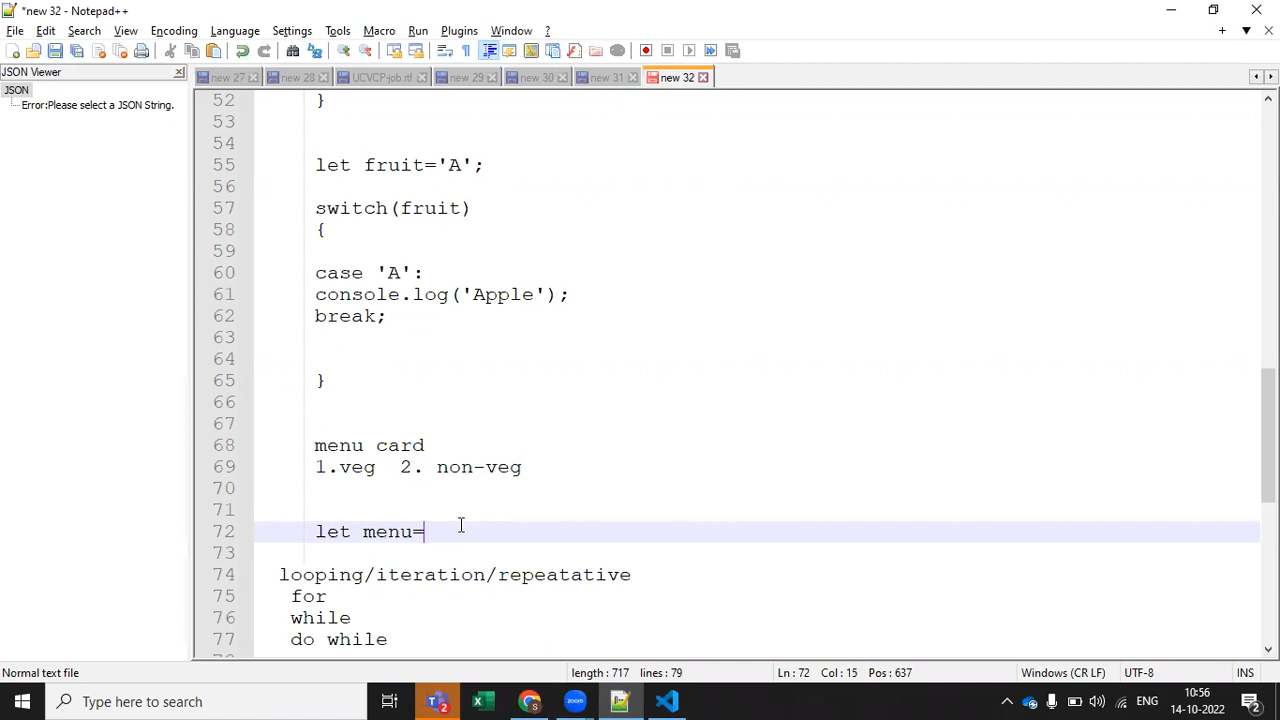 *new 32 - Notepad++
File Edit Search View Encoding Language Settings Tools Macro Run Plugins Window ?
JSON Viewer
JSON
Error:Please select a JSON String.
new 27 new 28 UCVCP-job.rtf new 29 new 30 new 31 new 32
52 }
53
54
55 let fruit='A';
56
57 switch(fruit)
58 {
59
60 case 'A':
61 console.log('Apple');
62 break;
63
64
65 }
66
67
68 menu card
69 1.veg 2. non-veg
70
71
72 let menu=
73
74 looping/iteration/repeatative
75 for
76 while
77 do while
Normal text file length : 717 lines : 79 Ln : 72 Col : 15 Pos : 637 Windows (CR LF) UTF-8 INS
Type here to search
zoom
ENG
10:56
14-10-2022